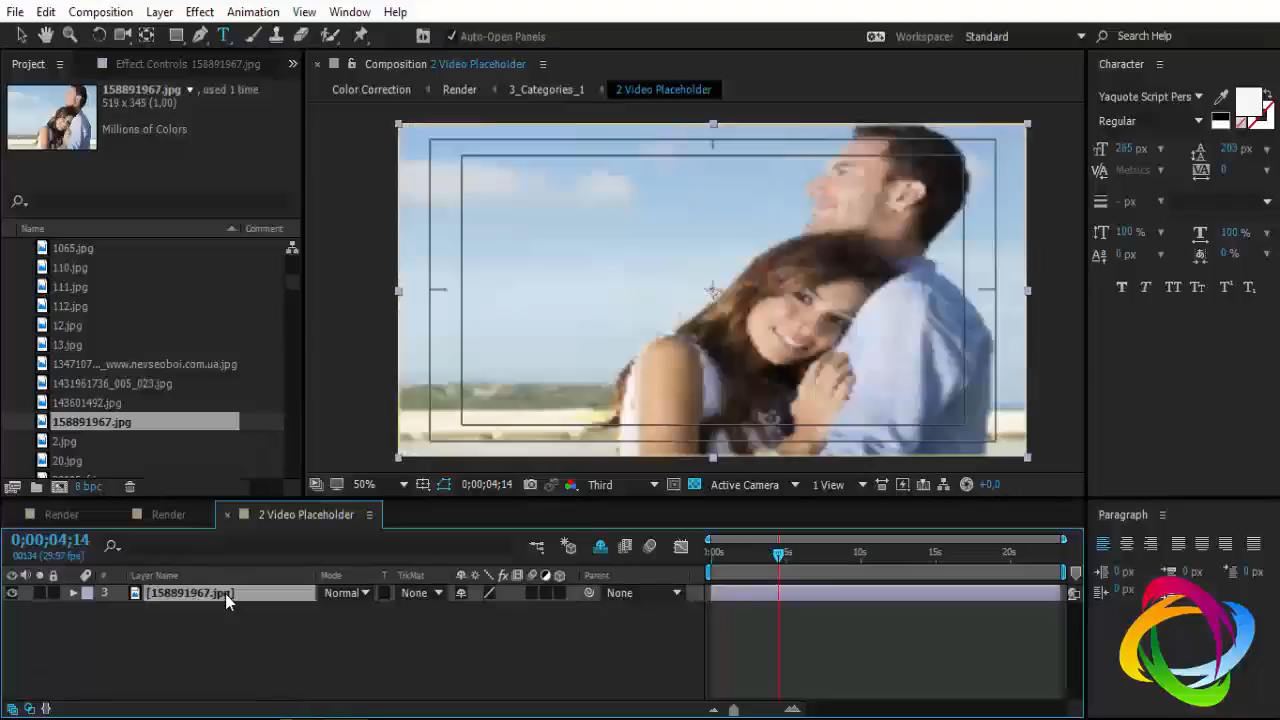 File Edit Composition Layer Effect Animation View Window Help
Auto-Open Panels
Workspace: Standard
Search Help
Project
Effect Controls 158891967.jpg
158891967.jpg , used 1 time
519 x 345 (1,00)
Millions of Colors
Name
Comment
1065.jpg
110.jpg
111.jpg
112.jpg
12.jpg
13.jpg
1347107..._www.nevseoboi.com.ua.jpg
1431961736_005_023.jpg
143601492.jpg
158891967.jpg
2.jpg
20.jpg
8 bpc
Composition 2 Video Placeholder
Color Correction
Render
3_Categories_1
2 Video Placeholder
50%
0;00;04;14
Third
Active Camera
1 View
+0,0
Character
Yaquote Script Pers
Regular
265 px
203 px
Metrics
0
- px
100 %
100 %
0 px
0 %
Render
Render
2 Video Placeholder
0;00;04;14
00134 (29.97 fps)
# Layer Name
Mode
T TrkMat
Parent
:00s
5s
10s
15s
20s
3 [158891967.jpg]
Normal
None
None
Paragraph
0 px
0 px
0 px
0 px